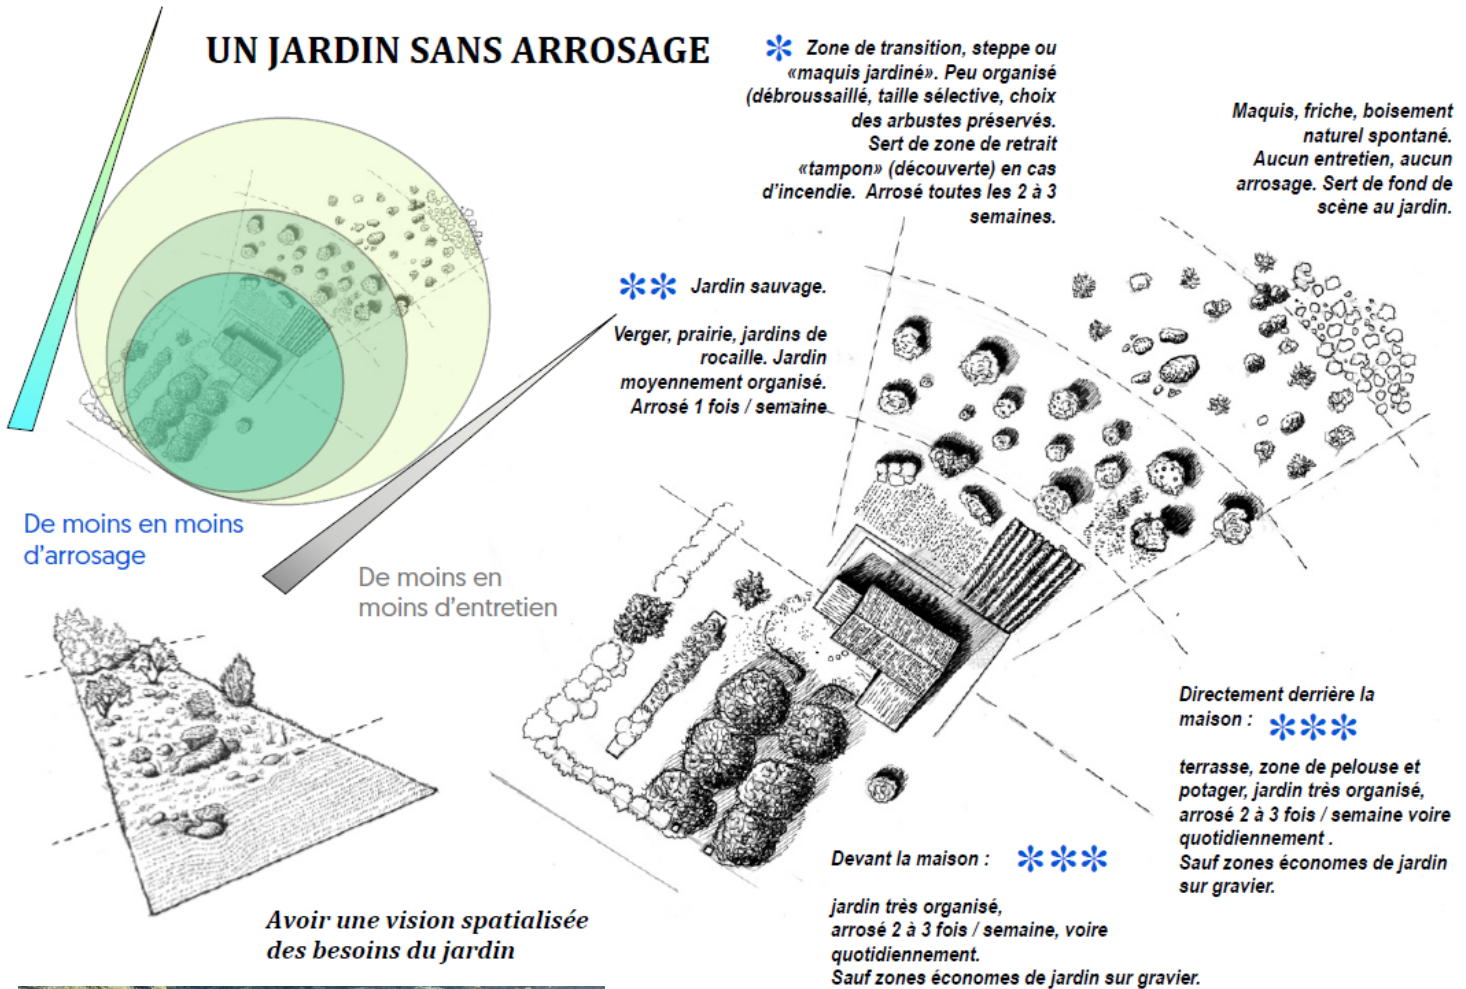 UN JARDIN SANS ARROSAGE
Zone de transition, steppe ou
«maquis jardiné». Peu organisé
(débroussaillé, taille sélective, choix
des arbustes préservés.
Sert de zone de retrait
«tampon» (découverte) en cas
d'incendie. Arrosé toutes les 2 à 3
semaines.
Maquis, friche, boisement
naturel spontané.
Aucun entretien, aucun
arrosage. Sert de fond de
scène au jardin.
Jardin sauvage.
Verger, prairie, jardins de
rocaille. Jardin
moyennement organisé.
Arrosé 1 fois / semaine
De moins en moins
d'arrosage
De moins en
moins d'entretien
Directement derrière la
maison :
terrasse, zone de pelouse et
potager, jardin très organisé,
arrosé 2 à 3 fois / semaine voire
quotidiennement .
Sauf zones économes de jardin
sur gravier.
Devant la maison :
jardin très organisé,
arrosé 2 à 3 fois / semaine, voire
quotidiennement.
Sauf zones économes de jardin sur gravier.
Avoir une vision spatialisée
des besoins du jardin